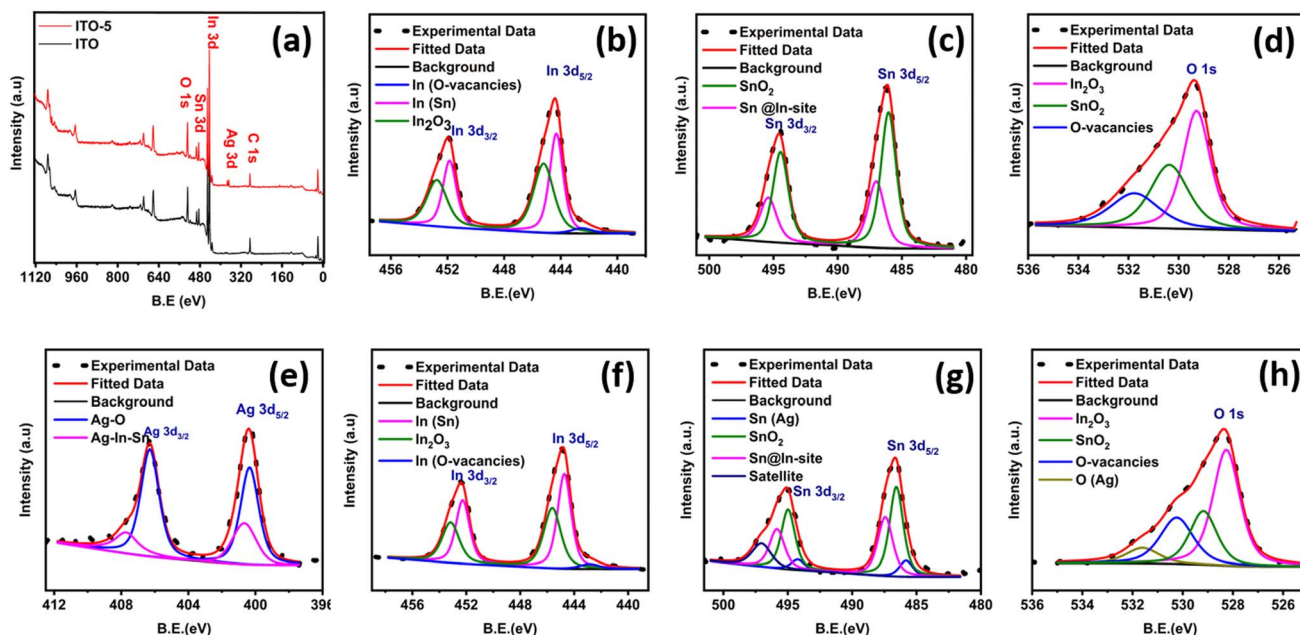 ITO-5
ITO
(a)
In 3d
O 1s
Sn 3d
Ag 3d
C 1s
Intensity (a.u)
1120 960 800 640 480 320 160 0
B.E (eV)
Experimental Data
Fitted Data
Background
In (O-vacancies)
In (Sn)
In2O3
(b)
In 3d5/2
In 3d3/2
Intensity (a.u)
456 452 448 444 440
B.E.(eV)
Experimental Data
Fitted Data
Background
SnO2
Sn @In-site
(c)
Sn 3d5/2
Sn 3d3/2
Intensity (a.u.)
500 495 490 485 480
B.E.(eV)
Experimental Data
Fitted Data
Background
In2O3
SnO2
O-vacancies
(d)
O 1s
Intensity (a.u.)
536 534 532 530 528 526
B.E.(eV)
Experimental Data
Fitted Data
Background
Ag-O
Ag-In-Sn
(e)
Ag 3d5/2
Ag 3d3/2
Intensity (a.u)
412 408 404 400 396
B.E.(eV)
Experimental Data
Fitted Data
Background
In (Sn)
In2O3
In (O-vacancies)
(f)
In 3d5/2
In 3d3/2
Intensity (a.u)
456 452 448 444 440
B.E.(eV)
Experimental Data
Fitted Data
Background
Sn (Ag)
SnO2
Sn@In-site
Satellite
(g)
Sn 3d5/2
Sn 3d3/2
Intensity (a.u.)
500 495 490 485 480
B.E.(eV)
Experimental Data
Fitted Data
Background
In2O3
SnO2
O-vacancies
O (Ag)
(h)
O 1s
Intensity (a.u.)
536 534 532 530 528 526
B.E.(eV)